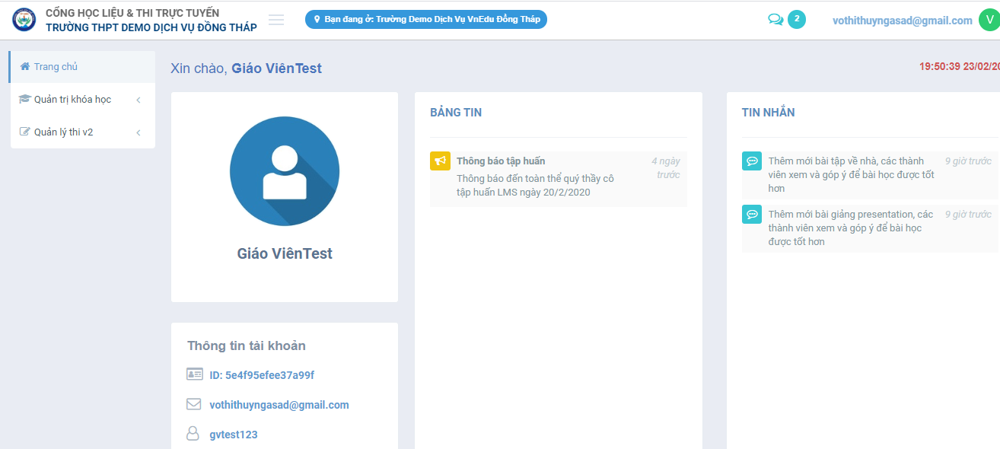 CỔNG HỌC LIỆU & THI TRỰC TUYẾN
TRƯỜNG THPT DEMO DỊCH VỤ ĐỒNG THÁP
Bạn đang ở: Trường Demo Dịch Vụ VnEdu Đồng Tháp
2
vothithuyngasad@gmail.com
V
Trang chủ
Quản trị khóa học
Quản lý thi v2
Xin chào, Giáo ViênTest
19:50:39 23/02/20
Giáo ViênTest
Thông tin tài khoản
ID: 5e4f95efee37a99f
vothithuyngasad@gmail.com
gvtest123
BẢNG TIN
Thông báo tập huấn
4 ngày
trước
Thông báo đến toàn thể quý thầy cô
tập huấn LMS ngày 20/2/2020
TIN NHẮN
Thêm mới bài tập về nhà, các thành
viên xem và góp ý để bài học được tốt
hơn
9 giờ trước
Thêm mới bài giảng presentation, các
thành viên xem và góp ý để bài học
được tốt hơn
9 giờ trước